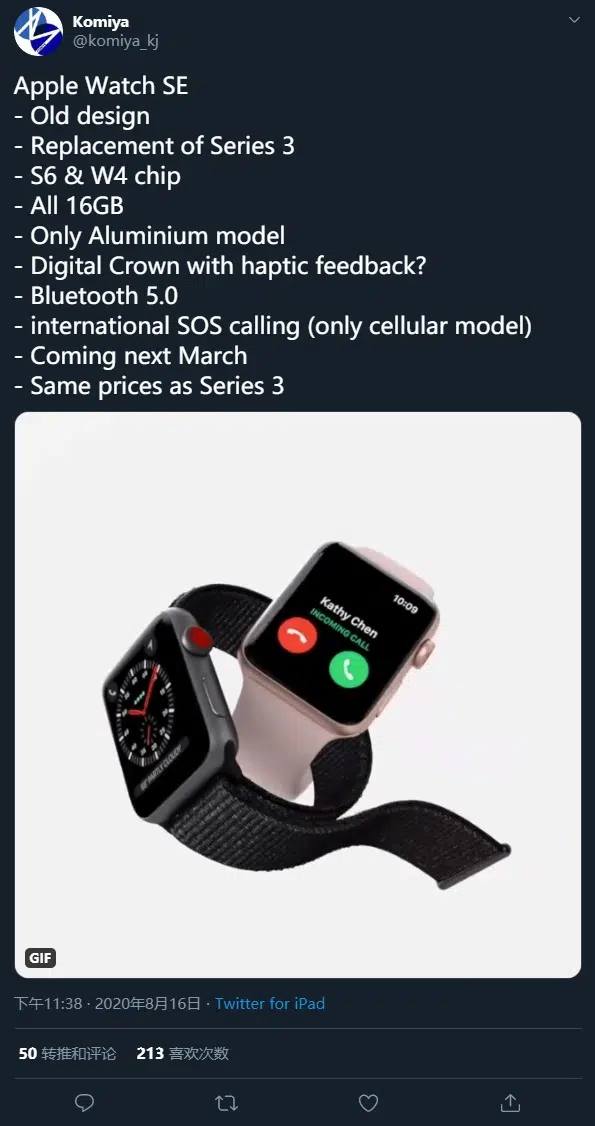 Komiya
@komiya_kj
Apple Watch SE
- Old design
- Replacement of Series 3
- S6 & W4 chip
- All 16GB
- Only Aluminium model
- Digital Crown with haptic feedback?
- Bluetooth 5.0
- international SOS calling (only cellular model)
- Coming next March
- Same prices as Series 3
10:09
Kathy Chen
INCOMING CALL
PARTLY CLOUDY
GIF
下午11:38 · 2020年8月16日 · Twitter for iPad
50 转推和评论 213 喜欢次数